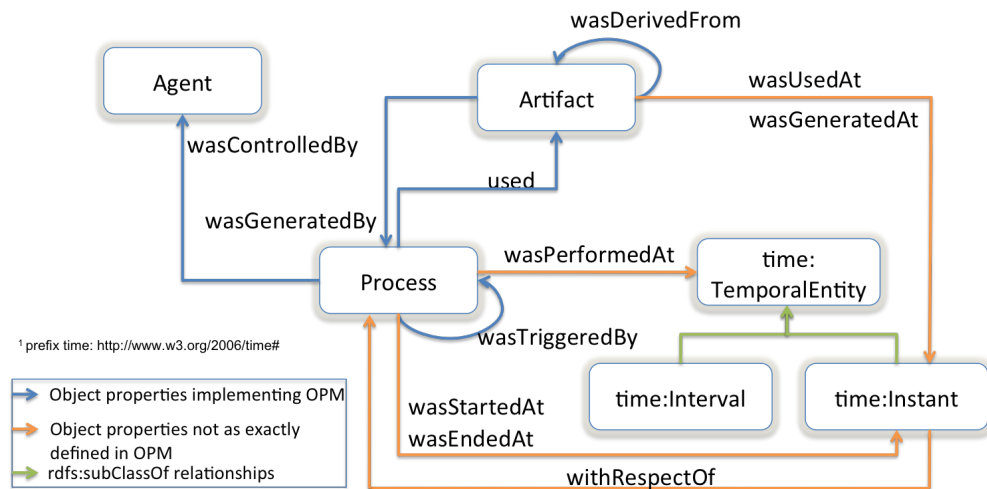 wasDerivedFrom
Agent
Artifact
wasUsedAt
wasGeneratedAt
wasControlledBy
used
wasGeneratedBy
wasPerformedAt
time:
TemporalEntity
Process
wasTriggeredBy
1 prefix time: http://www.w3.org/2006/time#
Object properties implementing OPM
Object properties not as exactly
defined in OPM
rdfs:subClassOf relationships
time:Interval
time:Instant
wasStartedAt
wasEndedAt
withRespectOf